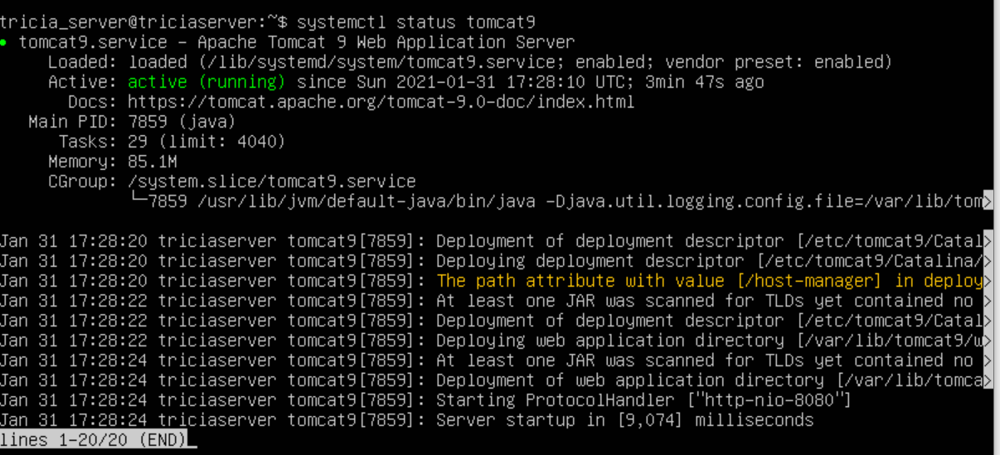 tricia_server@triciaserver:~$ systemctl status tomcat9
● tomcat9.service – Apache Tomcat 9 Web Application Server
Loaded: loaded (/lib/systemd/system/tomcat9.service; enabled; vendor preset: enabled)
Active: active (running) since Sun 2021-01-31 17:28:10 UTC; 3min 47s ago
Docs: https://tomcat.apache.org/tomcat-9.0-doc/index.html
Main PID: 7859 (java)
Tasks: 29 (limit: 4040)
Memory: 85.1M
CGroup: /system.slice/tomcat9.service
└─7859 /usr/lib/jvm/default-java/bin/java -Djava.util.logging.config.file=/var/lib/tom>
Jan 31 17:28:20 triciaserver tomcat9[7859]: Deployment of deployment descriptor [/etc/tomcat9/Catal>
Jan 31 17:28:20 triciaserver tomcat9[7859]: Deploying deployment descriptor [/etc/tomcat9/Catalina/>
Jan 31 17:28:20 triciaserver tomcat9[7859]: The path attribute with value [/host-manager] in deploy>
Jan 31 17:28:22 triciaserver tomcat9[7859]: At least one JAR was scanned for TLDs yet contained no >
Jan 31 17:28:22 triciaserver tomcat9[7859]: Deployment of deployment descriptor [/etc/tomcat9/Catal>
Jan 31 17:28:22 triciaserver tomcat9[7859]: Deploying web application directory [/var/lib/tomcat9/w>
Jan 31 17:28:24 triciaserver tomcat9[7859]: At least one JAR was scanned for TLDs yet contained no >
Jan 31 17:28:24 triciaserver tomcat9[7859]: Deployment of web application directory [/var/lib/tomca>
Jan 31 17:28:24 triciaserver tomcat9[7859]: Starting ProtocolHandler ["http-nio-8080"]
Jan 31 17:28:24 triciaserver tomcat9[7859]: Server startup in [9,074] milliseconds
lines 1-20/20 (END)